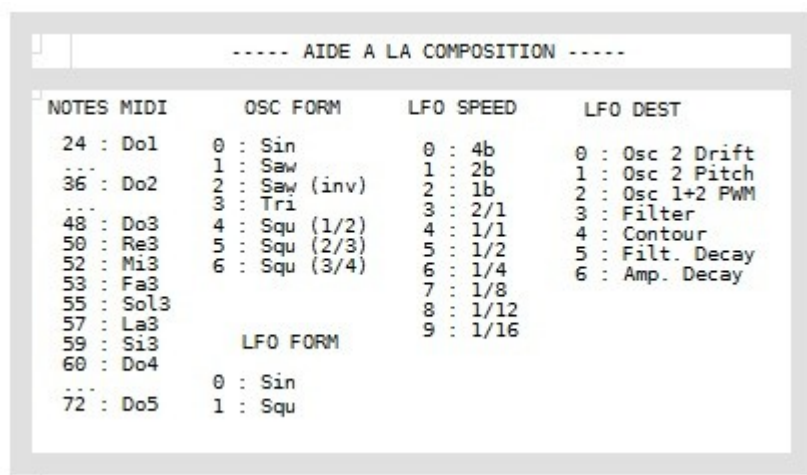 ----- AIDE A LA COMPOSITION -----
NOTES MIDI
24 : Do1
...
36 : Do2
...
48 : Do3
50 : Re3
52 : Mi3
53 : Fa3
55 : Sol3
57 : La3
59 : Si3
60 : Do4
...
72 : Do5
OSC FORM
0 : Sin
1 : Saw
2 : Saw (inv)
3 : Tri
4 : Squ (1/2)
5 : Squ (2/3)
6 : Squ (3/4)
LFO FORM
0 : Sin
1 : Squ
LFO SPEED
0 : 4b
1 : 2b
2 : 1b
3 : 2/1
4 : 1/1
5 : 1/2
6 : 1/4
7 : 1/8
8 : 1/12
9 : 1/16
LFO DEST
0 : Osc 2 Drift
1 : Osc 2 Pitch
2 : Osc 1+2 PWM
3 : Filter
4 : Contour
5 : Filt. Decay
6 : Amp. Decay